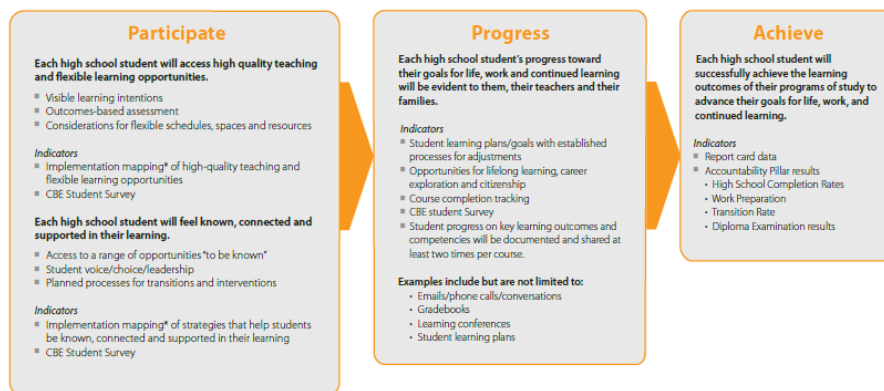 Participate
Each high school student will access high quality teaching
and flexible learning opportunities.
Visible learning intentions
Outcomes-based assessment
Considerations for flexible schedules, spaces and resources
Indicators
Implementation mapping* of high-quality teaching and
flexible learning opportunities
CBE Student Survey
Each high school student will feel known, connected and
supported in their learning.
Access to a range of opportunities "to be known"
Student voice/choice/leadership
Planned processes for transitions and interventions
Indicators
Implementation mapping* of strategies that help students
be known, connected and supported in their learning
CBE Student Survey
Progress
Each high school student's progress toward
their goals for life, work and continued learning
will be evident to them, their teachers and their
families.
Indicators
Student learning plans/goals with established
processes for adjustments
Opportunities for lifelong learning, career
exploration and citizenship
Course completion tracking
CBE student Survey
Student progress on key learning outcomes and
competencies will be documented and shared at
least two times per course.
Examples include but are not limited to:
• Emails/phone calls/conversations
• Gradebooks
• Learning conferences
• Student learning plans
Achieve
Each high school student will
successfully achieve the learning
outcomes of their programs of study to
advance their goals for life, work, and
continued learning.
Indicators
Report card data
Accountability Pillar results
• High School Completion Rates
• Work Preparation
• Transition Rate
• Diploma Examination results